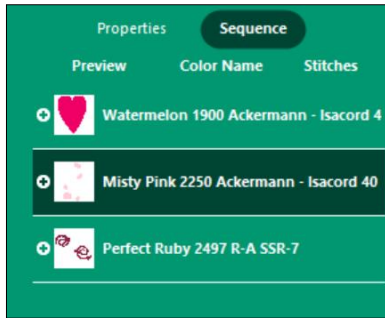 Properties Sequence
Preview Color Name Stitches
Watermelon 1900 Ackermann - Isacord 4
Misty Pink 2250 Ackermann - Isacord 40
Perfect Ruby 2497 R-A SSR-7